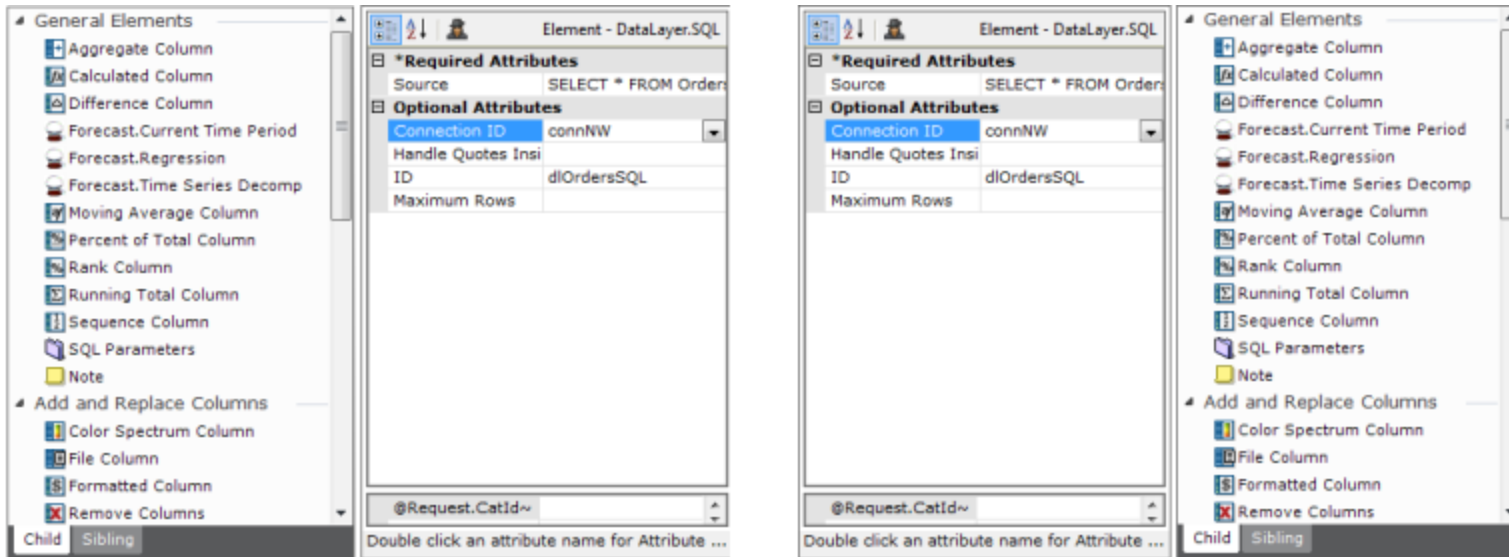 General Elements
Aggregate Column
Calculated Column
Difference Column
Forecast.Current Time Period
Forecast.Regression
Forecast.Time Series Decomp
Moving Average Column
Percent of Total Column
Rank Column
Running Total Column
Sequence Column
SQL Parameters
Note
Add and Replace Columns
Color Spectrum Column
File Column
Formatted Column
Remove Columns
Child Sibling
Element - DataLayer.SQL
*Required Attributes
Source SELECT * FROM Orders
Optional Attributes
Connection ID connNW
Handle Quotes Insi
ID dlOrdersSQL
Maximum Rows
@Request.CatId~
Double click an attribute name for Attribute ...
Element - DataLayer.SQL
*Required Attributes
Source SELECT * FROM Orders
Optional Attributes
Connection ID connNW
Handle Quotes Insi
ID dlOrdersSQL
Maximum Rows
@Request.CatId~
Double click an attribute name for Attribute ...
General Elements
Aggregate Column
Calculated Column
Difference Column
Forecast.Current Time Period
Forecast.Regression
Forecast.Time Series Decomp
Moving Average Column
Percent of Total Column
Rank Column
Running Total Column
Sequence Column
SQL Parameters
Note
Add and Replace Columns
Color Spectrum Column
File Column
Formatted Column
Remove Columns
Child Sibling